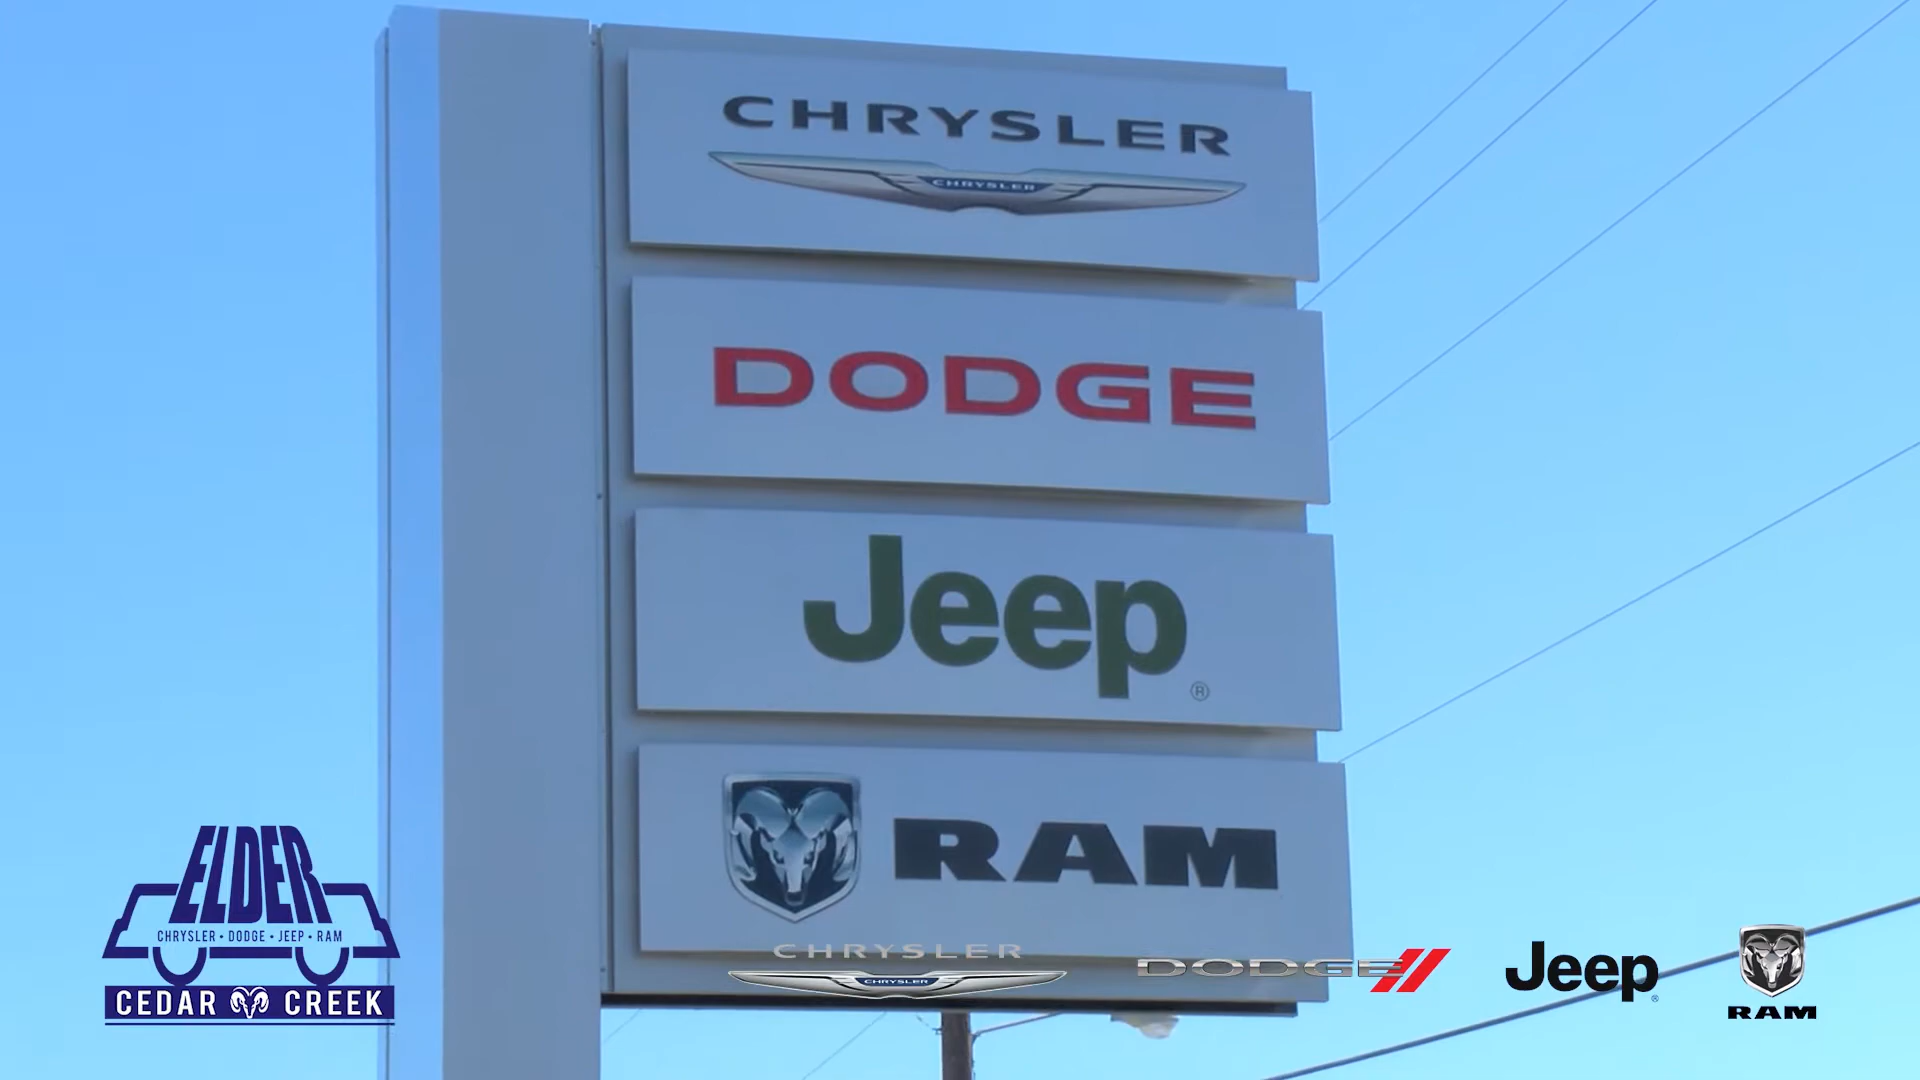 CHRYSLER
CHRYSLER
DODGE
Jeep
®
RAM
ELDER
CHRYSLER • DODGE • JEEP • RAM
CEDAR CREEK
CHRYSLER
CHRYSLER
DODGE
Jeep
®
RAM